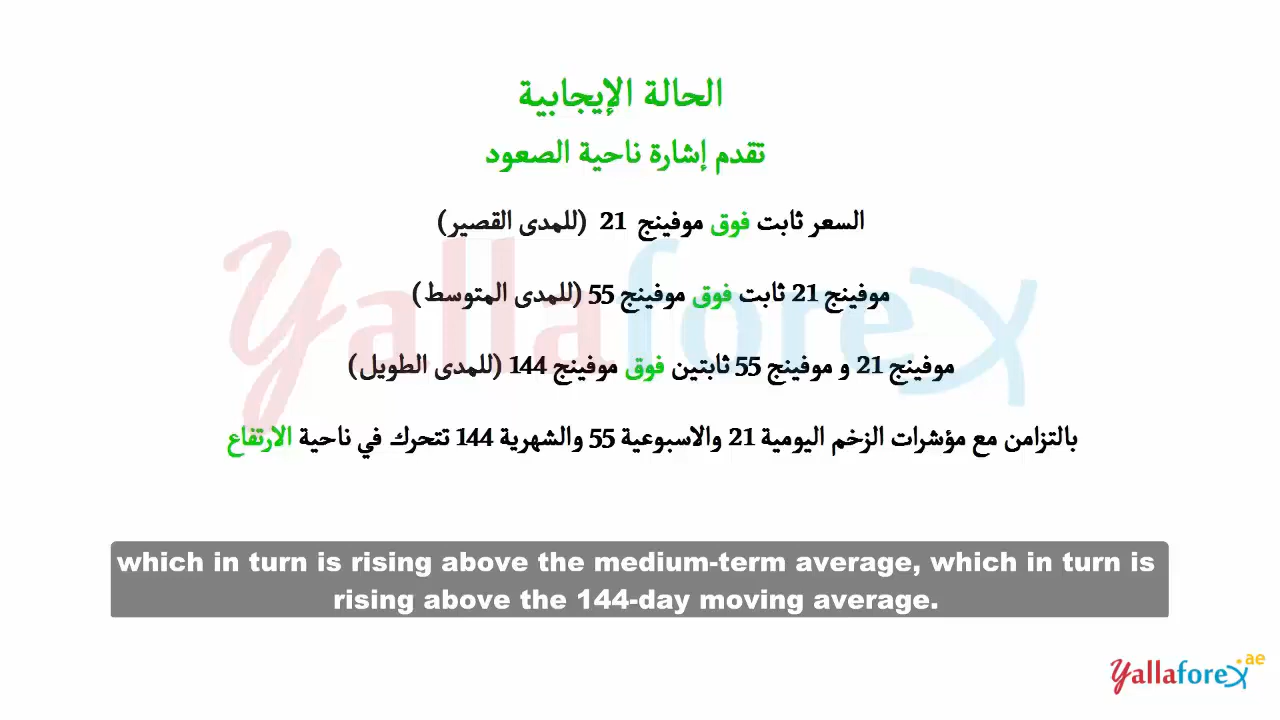 الحالة الإيجابية
تقدم إشارة ناحية الصعود
السعر ثابت فوق موفينج 21 (للمدى القصير)
موفينج 21 ثابت فوق موفينج 55 (للمدى المتوسط)
موفينج 21 و موفينج 55 ثابتين فوق موفينج 144 (للمدى الطويل)
بالتزامن مع مؤشرات الزخم اليومية 21 والاسبوعية 55 والشهرية 144 تتحرك في ناحية الارتفاع
yallaforex
which in turn is rising above the medium-term average, which in turn is
rising above the 144-day moving average.
yallaforex.ae